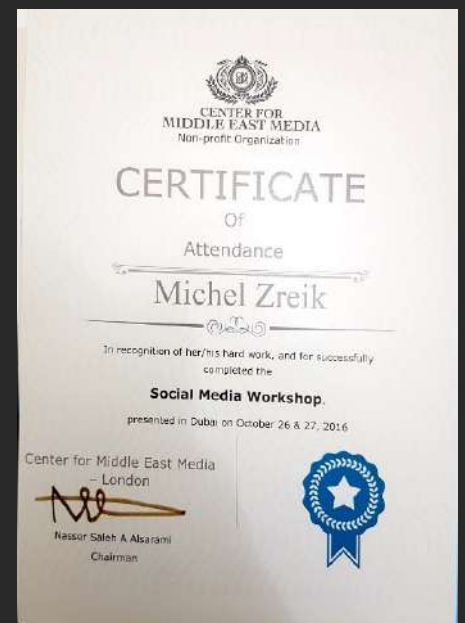 CENTER FOR
MIDDLE EAST MEDIA
Non-profit Organization
CERTIFICATE
Of
Attendance
Michel Zreik
In recognition of her/his hard work, and for successfully
completed the
Social Media Workshop,
presented in Dubai on October 26 & 27, 2016
Center for Middle East Media
– London
Nasser Saleh A Alsarami
Chairman